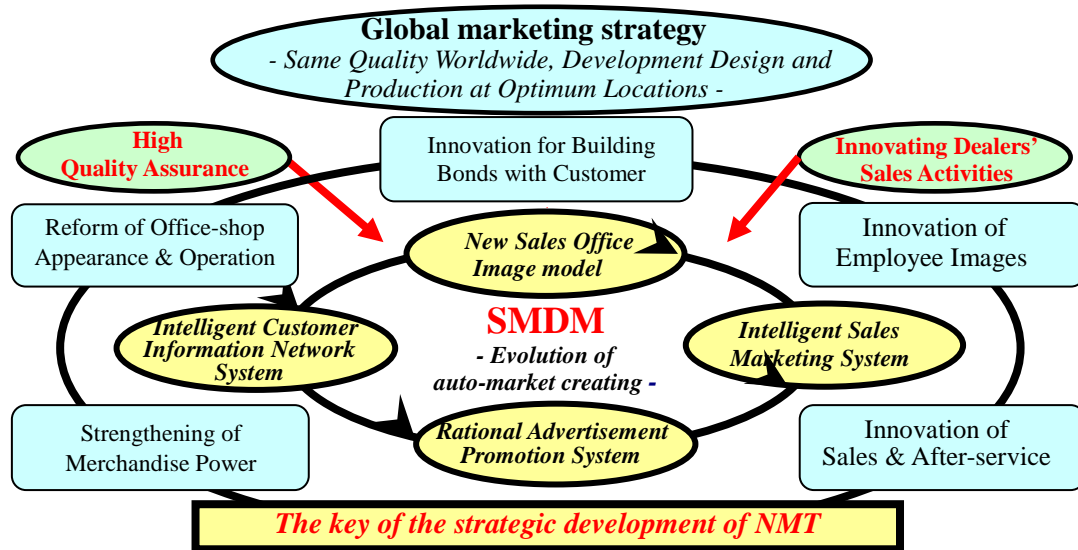 Global marketing strategy
- Same Quality Worldwide, Development Design and
Production at Optimum Locations -
High
Quality Assurance
Innovation for Building
Bonds with Customer
Innovating Dealers’
Sales Activities
Reform of Office-shop
Appearance & Operation
New Sales Office
Image model
Innovation of
Employee Images
Intelligent Customer
Information Network
System
SMDM
- Evolution of
auto-market creating -
Intelligent Sales
Marketing System
Strengthening of
Merchandise Power
Rational Advertisement
Promotion System
Innovation of
Sales & After-service
The key of the strategic development of NMT